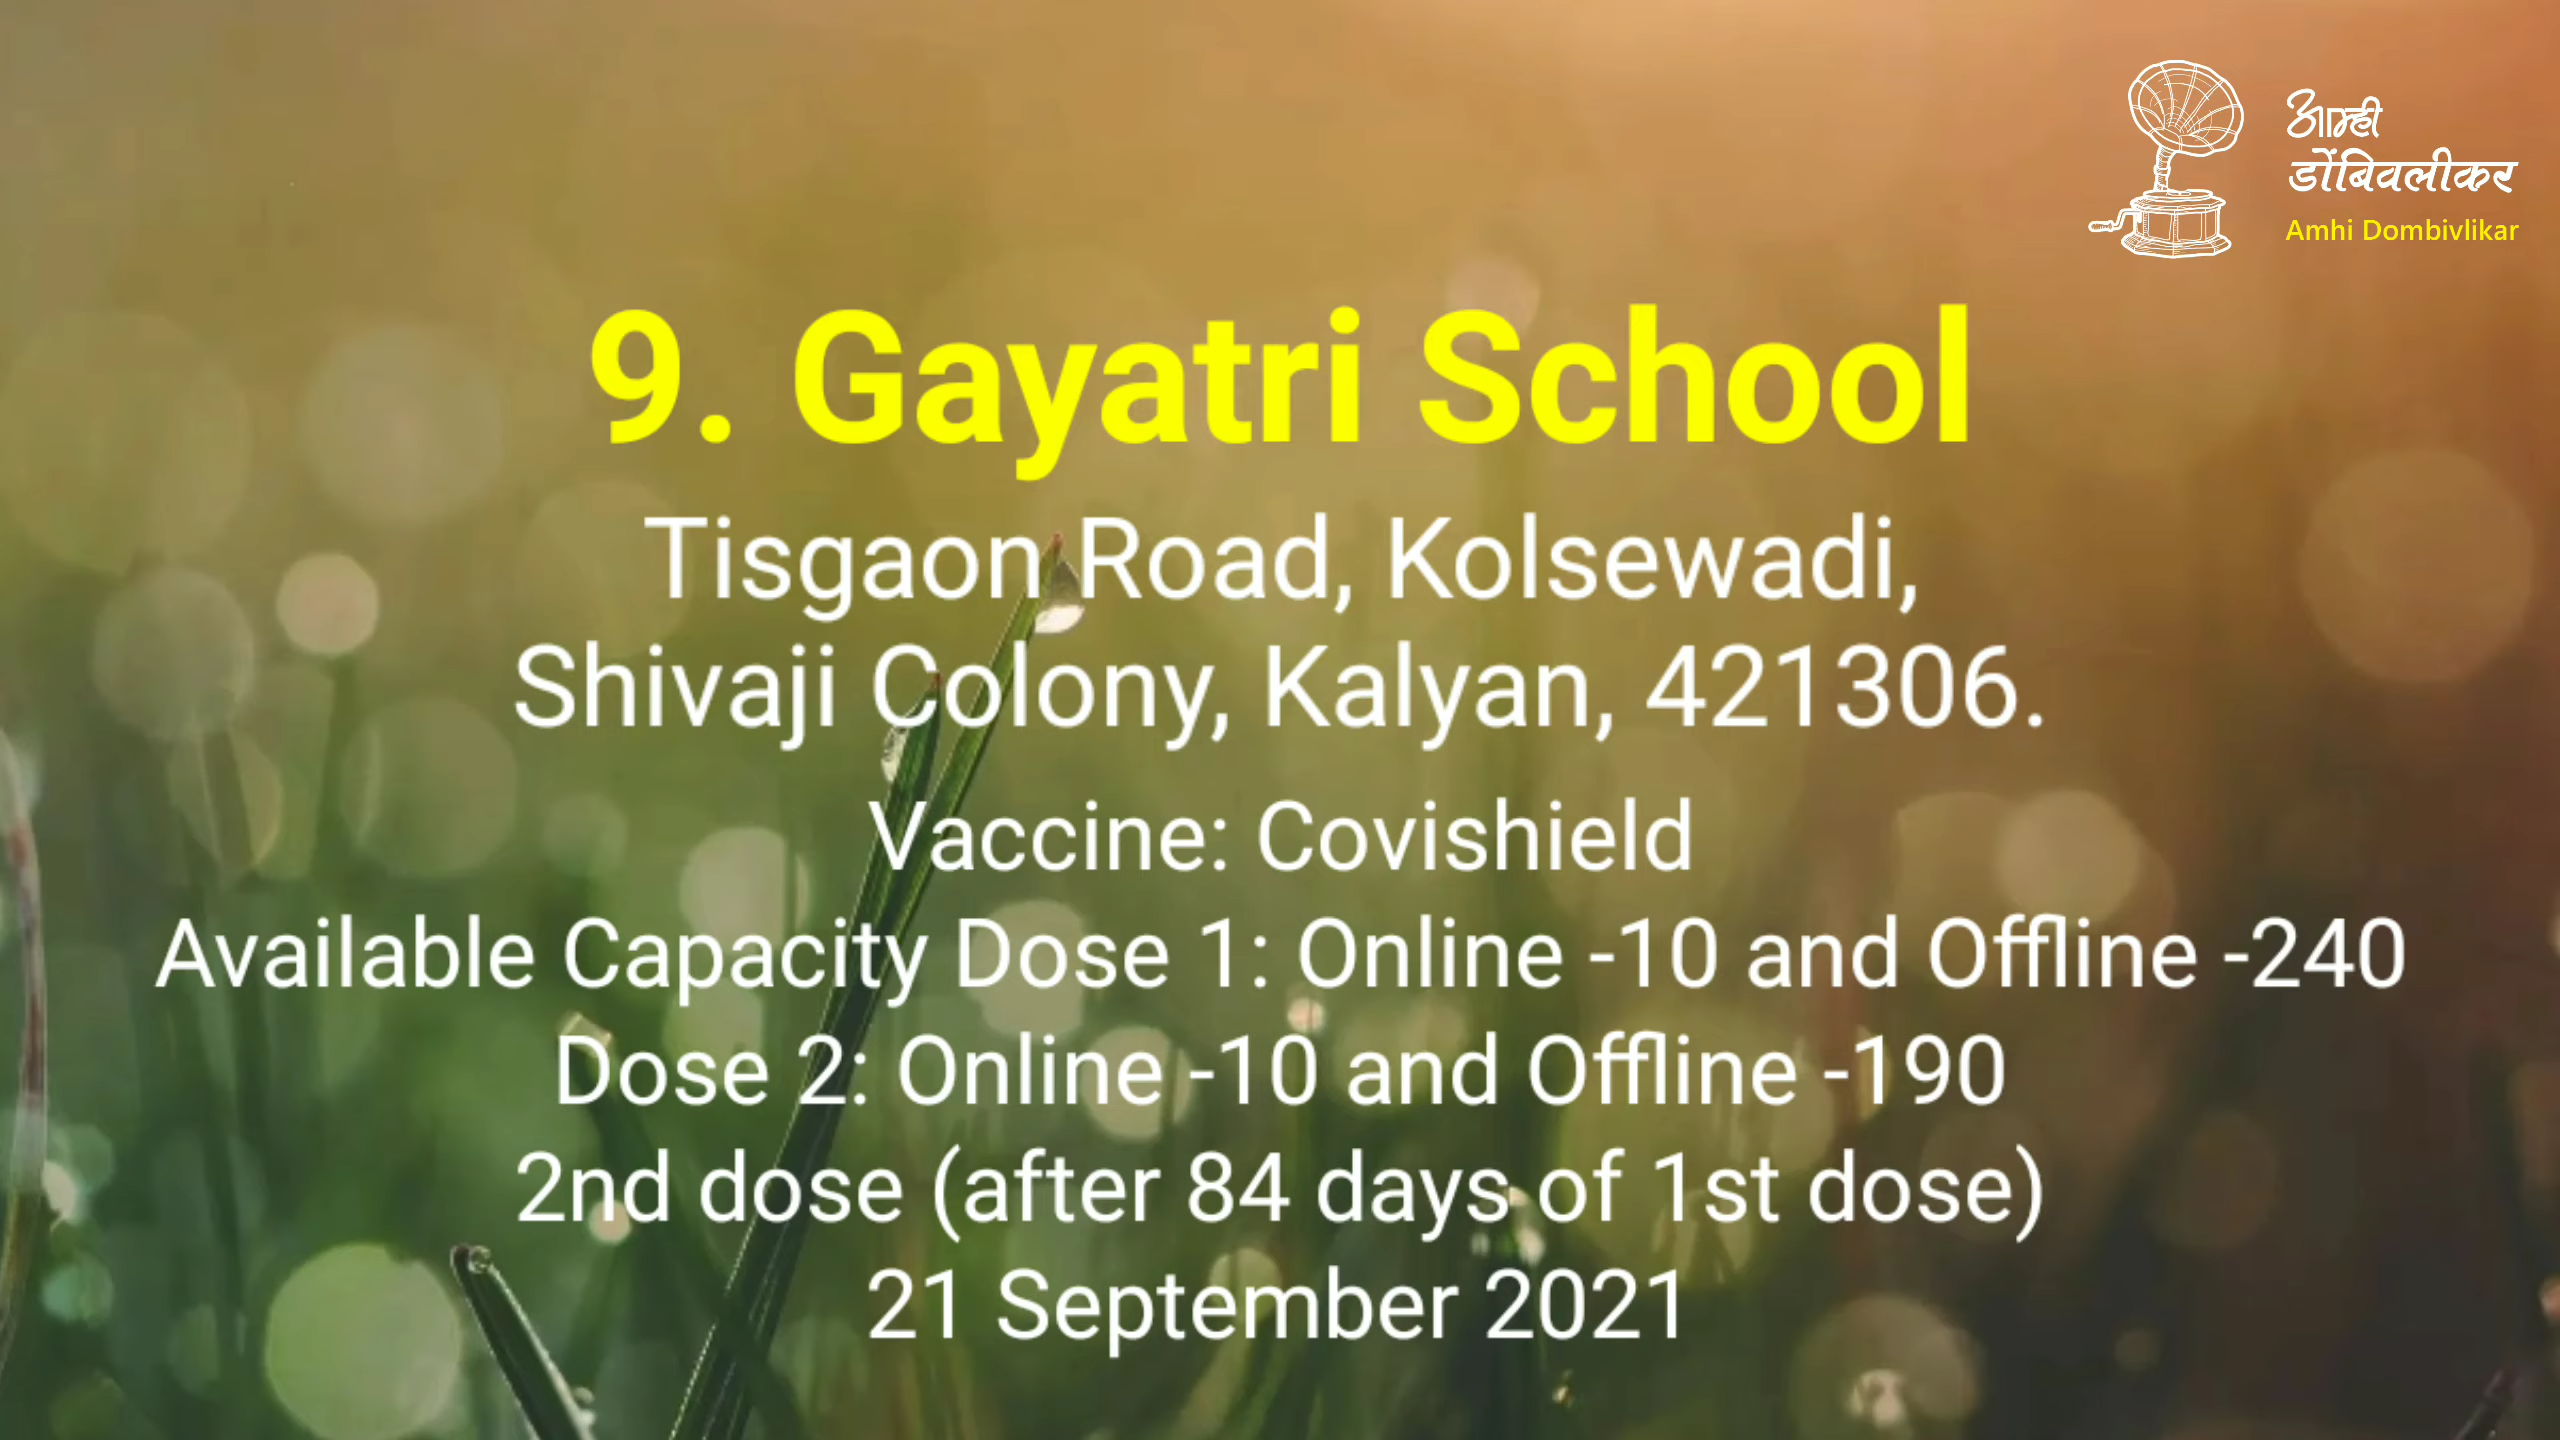 आम्ही
डोंबिवलीकर
Amhi Dombivlikar
9. Gayatri School
Tisgaon Road, Kolsewadi,
Shivaji Colony, Kalyan, 421306.
Vaccine: Covishield
Available Capacity Dose 1: Online -10 and Offline -240
Dose 2: Online -10 and Offline -190
2nd dose (after 84 days of 1st dose)
21 September 2021